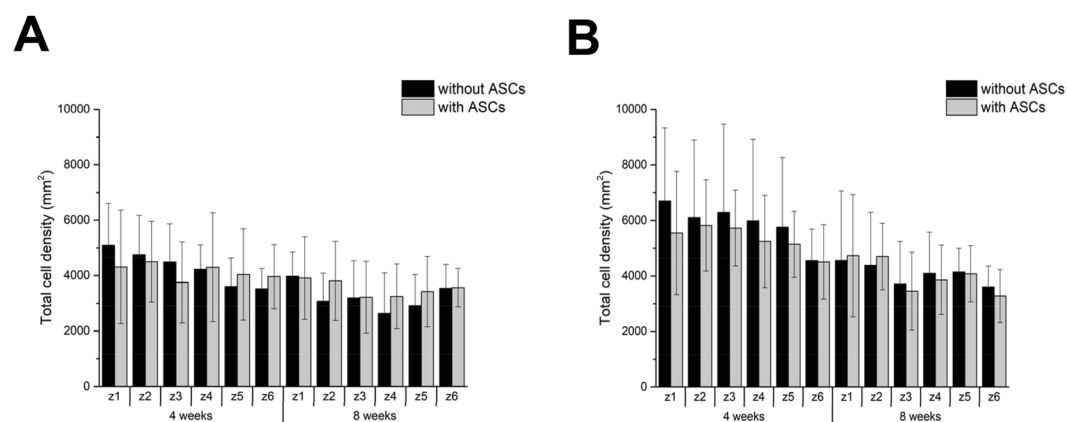 A
without ASCs
with ASCs
Total cell density (mm²)
10000
8000
6000
4000
2000
0
z1 z2 z3 z4 z5 z6 z1 z2 z3 z4 z5 z6
4 weeks 8 weeks
B
without ASCs
with ASCs
Total cell density (mm²)
10000
8000
6000
4000
2000
0
z1 z2 z3 z4 z5 z6 z1 z2 z3 z4 z5 z6
4 weeks 8 weeks